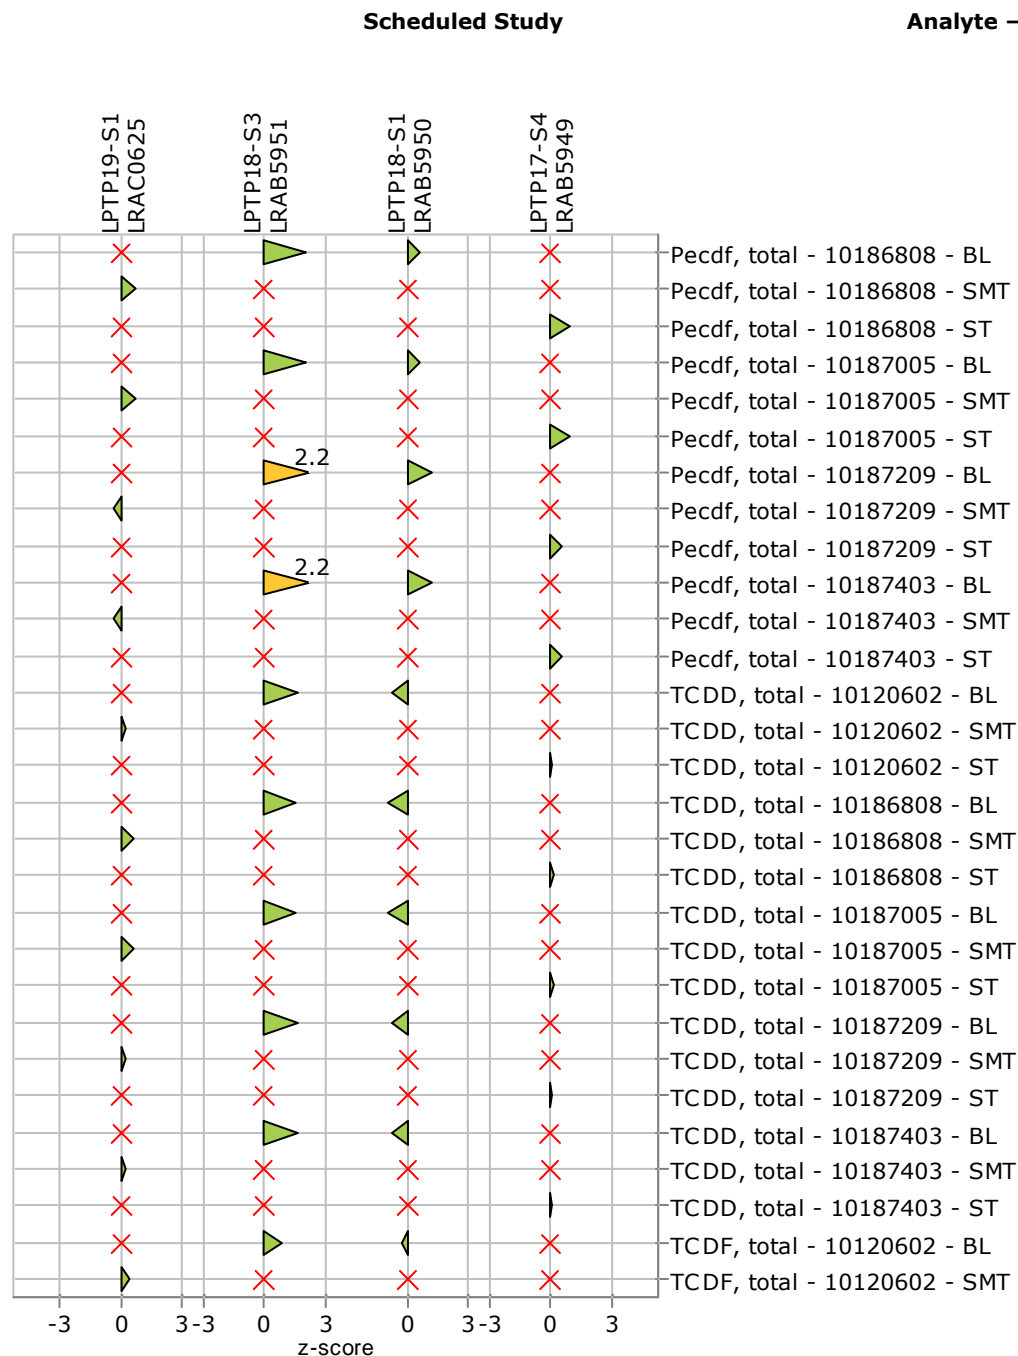 Scheduled Study
Analyte –
LPTP19-S1
LRAC0625
LPTP18-S3
LRAB5951
LPTP18-S1
LRAB5950
LPTP17-S4
LRAB5949
Pecdf, total - 10186808 - BL
Pecdf, total - 10186808 - SMT
Pecdf, total - 10186808 - ST
Pecdf, total - 10187005 - BL
Pecdf, total - 10187005 - SMT
Pecdf, total - 10187005 - ST
2.2
Pecdf, total - 10187209 - BL
Pecdf, total - 10187209 - SMT
Pecdf, total - 10187209 - ST
2.2
Pecdf, total - 10187403 - BL
Pecdf, total - 10187403 - SMT
Pecdf, total - 10187403 - ST
TCDD, total - 10120602 - BL
TCDD, total - 10120602 - SMT
TCDD, total - 10120602 - ST
TCDD, total - 10186808 - BL
TCDD, total - 10186808 - SMT
TCDD, total - 10186808 - ST
TCDD, total - 10187005 - BL
TCDD, total - 10187005 - SMT
TCDD, total - 10187005 - ST
TCDD, total - 10187209 - BL
TCDD, total - 10187209 - SMT
TCDD, total - 10187209 - ST
TCDD, total - 10187403 - BL
TCDD, total - 10187403 - SMT
TCDD, total - 10187403 - ST
TCDF, total - 10120602 - BL
TCDF, total - 10120602 - SMT
-3 0 3 -3 0 3 0 3 -3 0 3
z-score